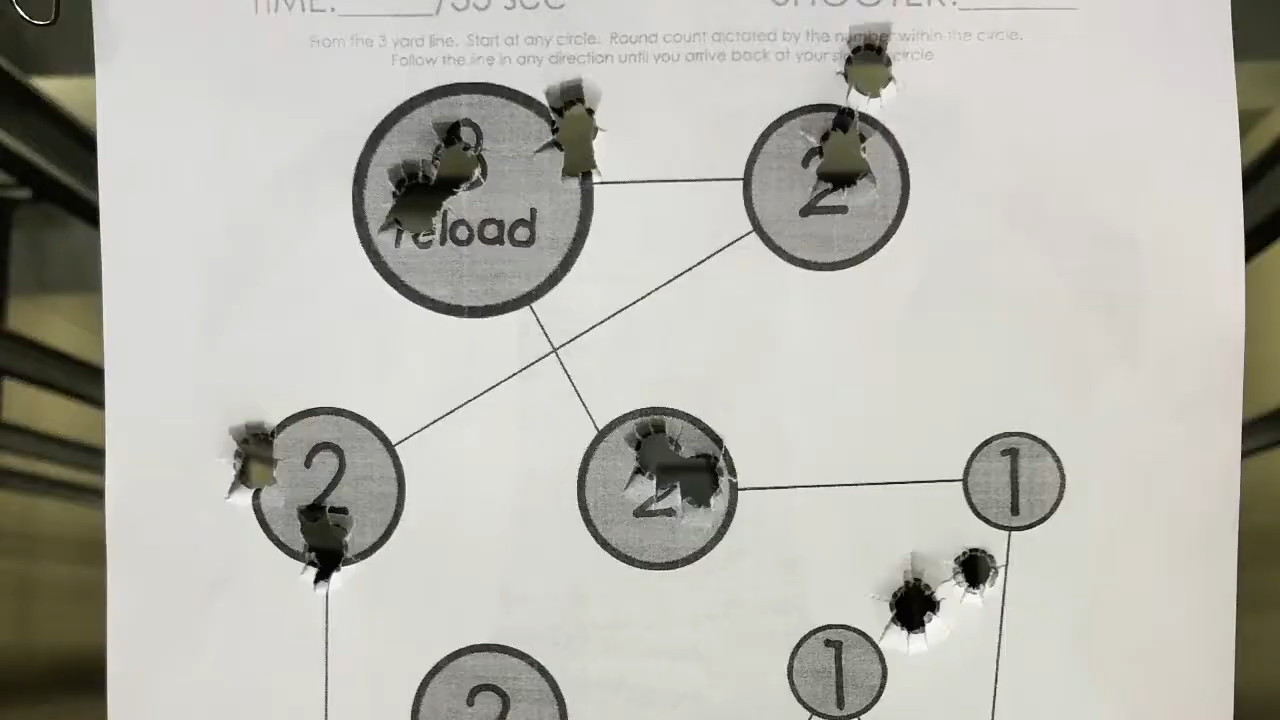 TIME:______/35 sec SHOOTER:________
From the 3 yard line. Start at any circle. Round count dictated by the number within the circle.
Follow the line in any direction until you arrive back at your circle
reload
2
2
2
1
2
1